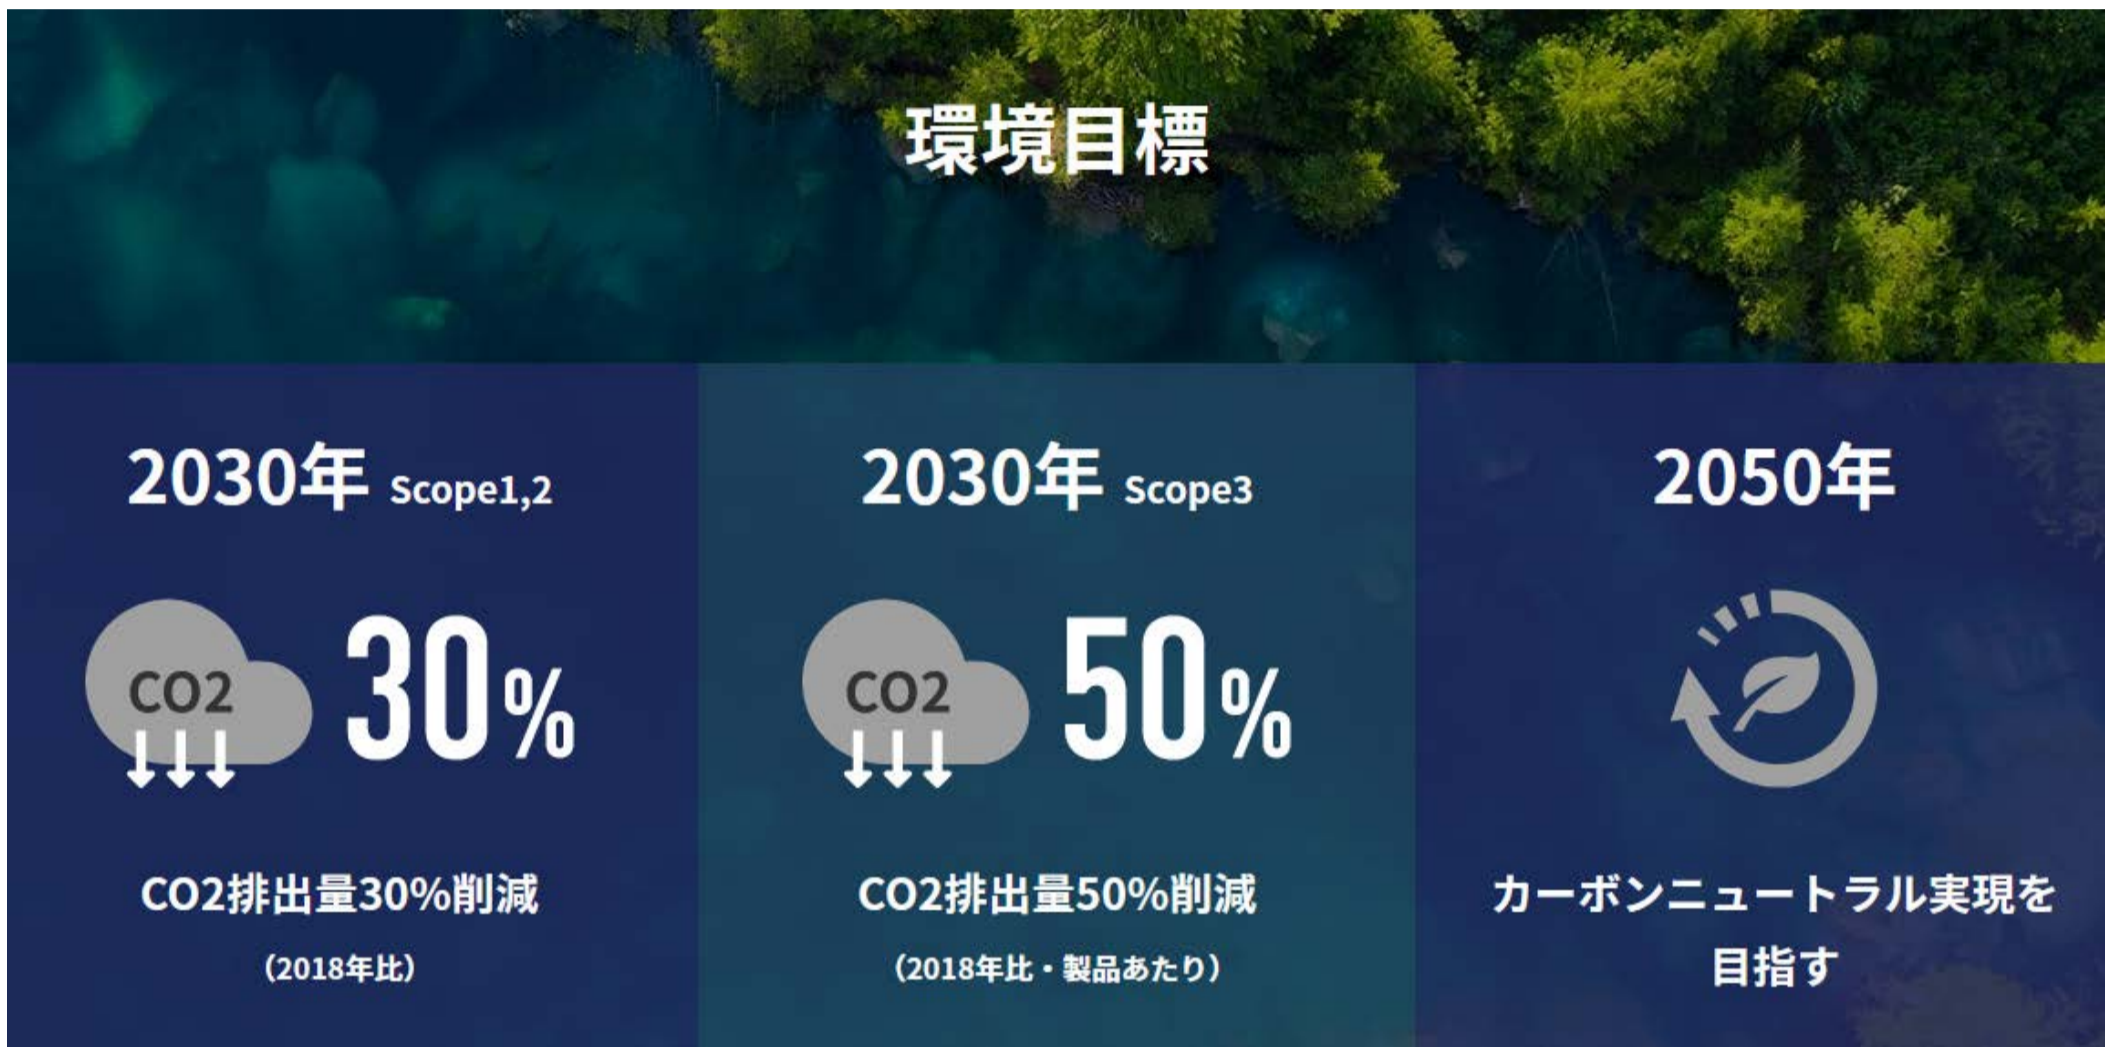 環境目標
2030年 Scope1,2
CO2
30%
CO2排出量30%削減
（2018年比）
2030年 Scope3
CO2
50%
CO2排出量50%削減
（2018年比・製品あたり）
2050年
カーボンニュートラル実現を
目指す